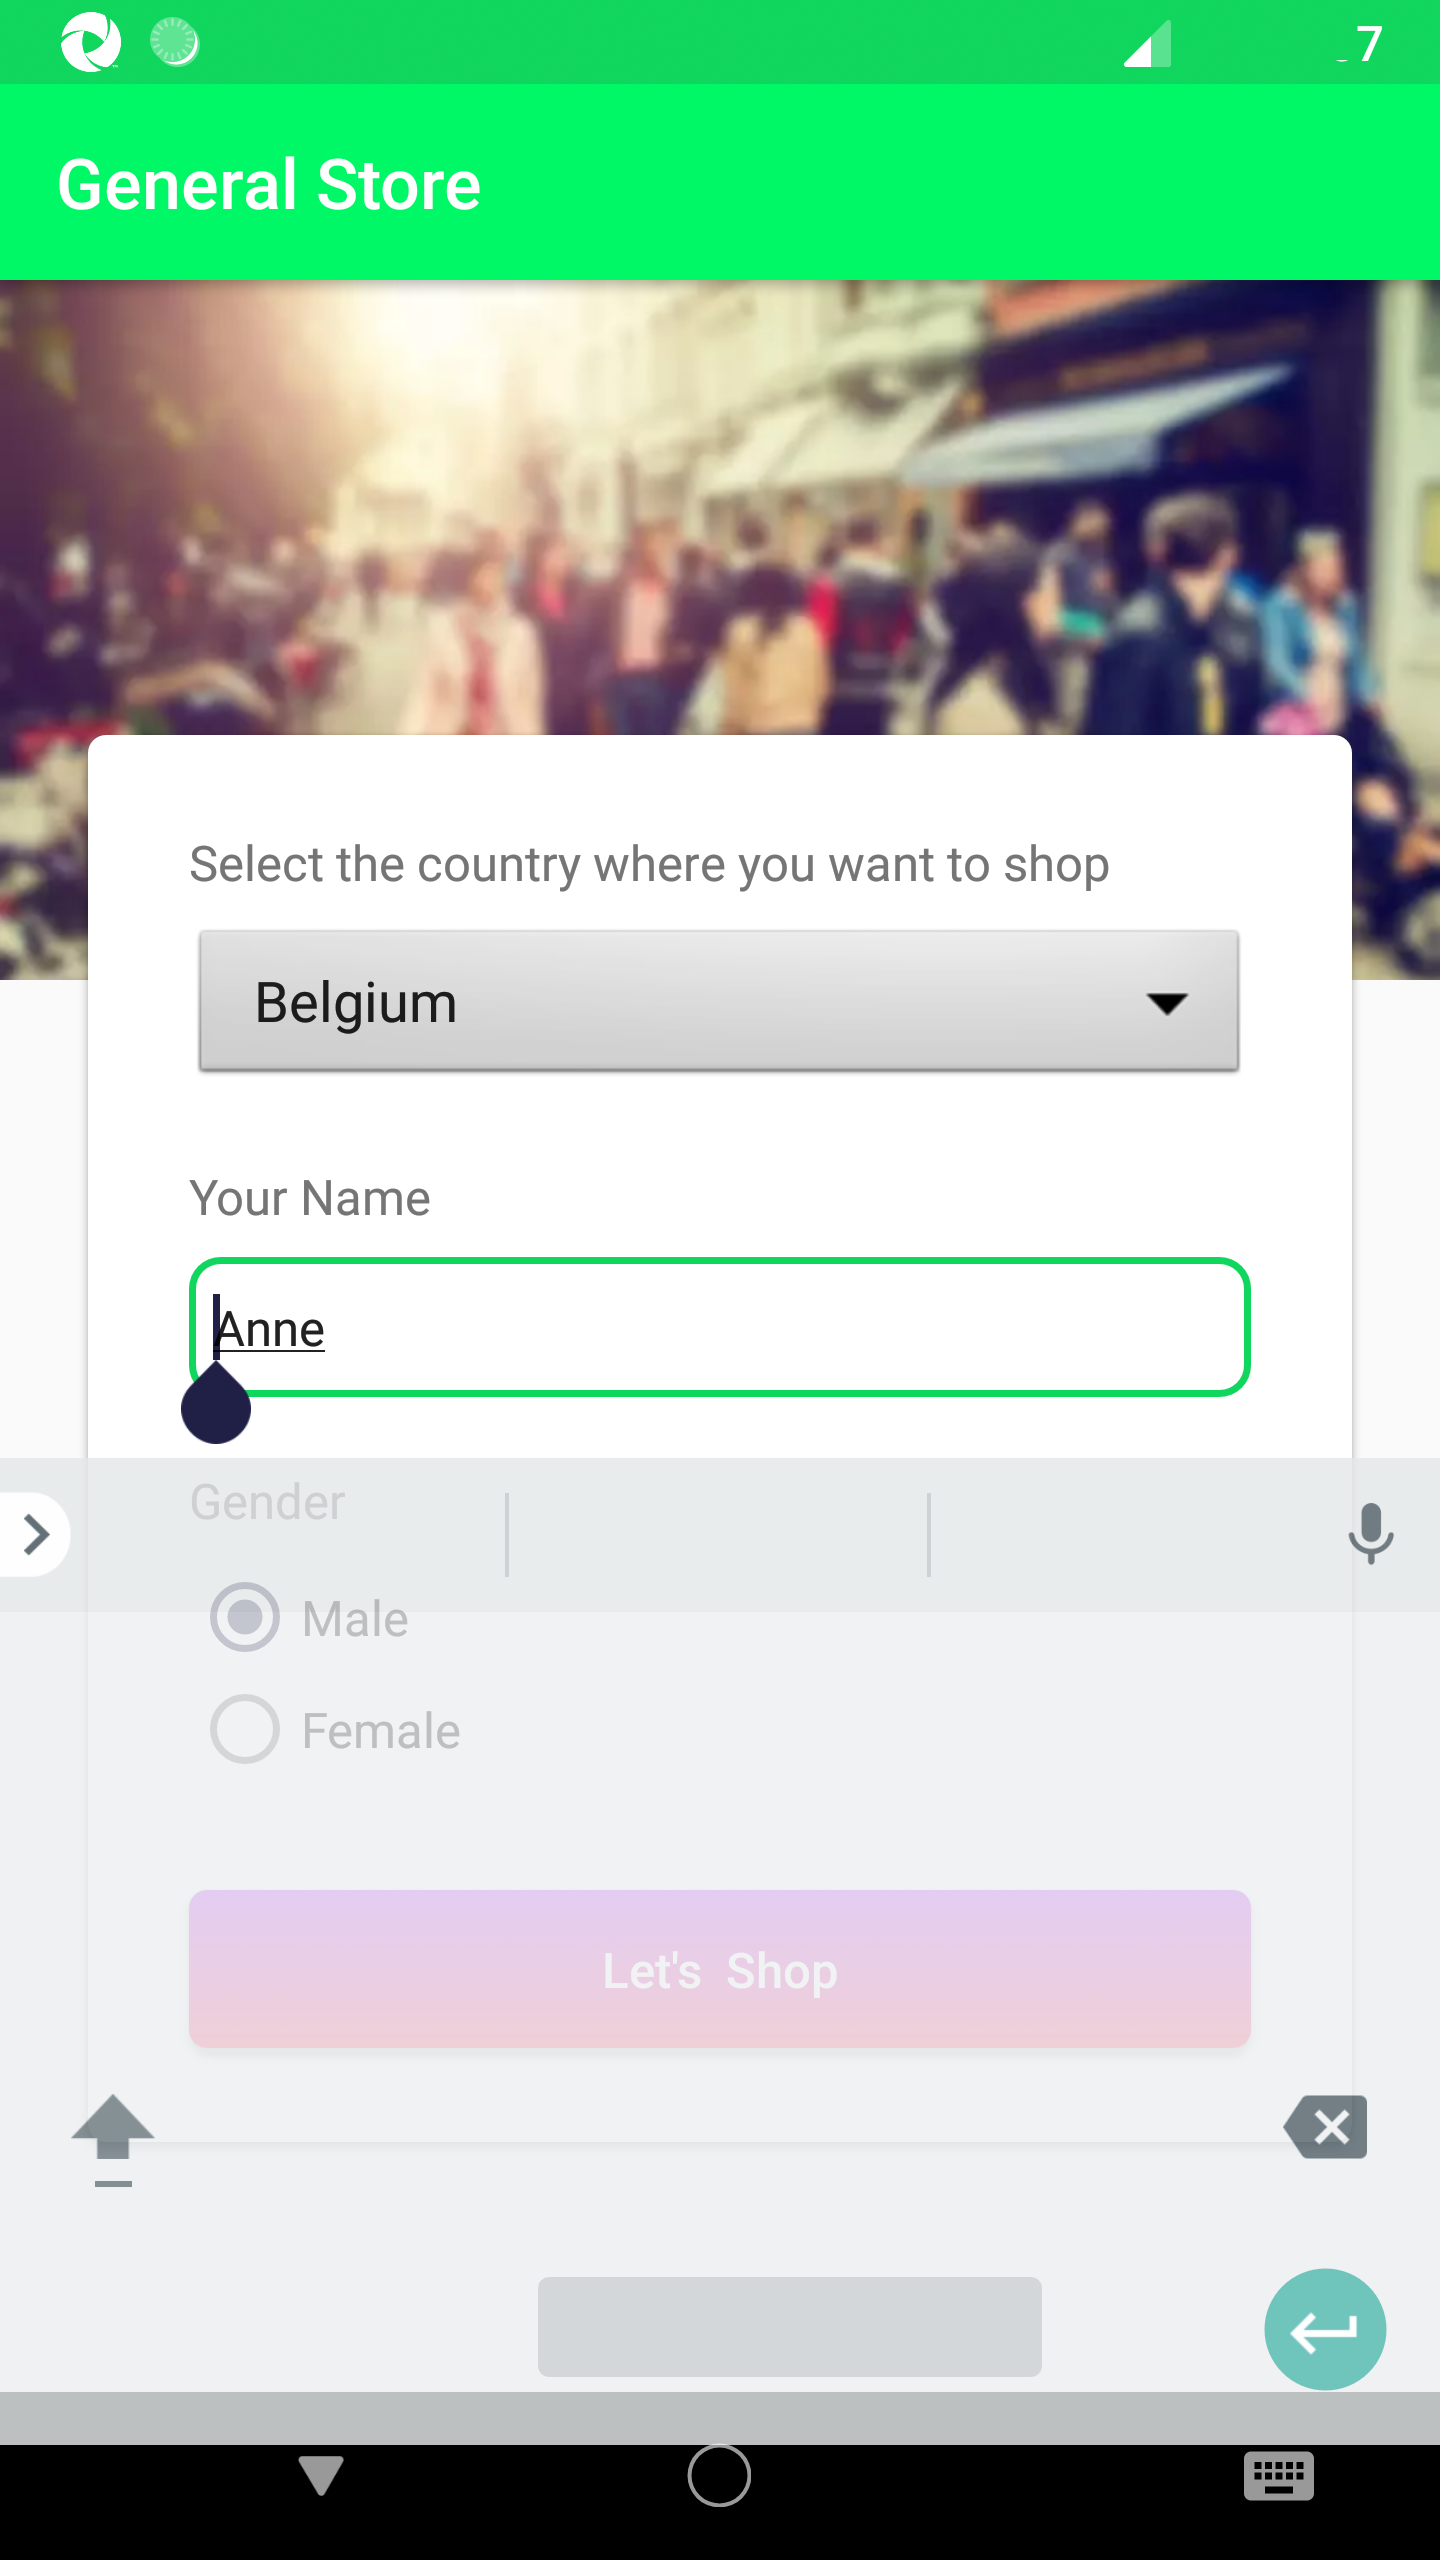 7
General Store
Select the country where you want to shop
Belgium
Your Name
Anne
Gender
Male
Female
Let's Shop